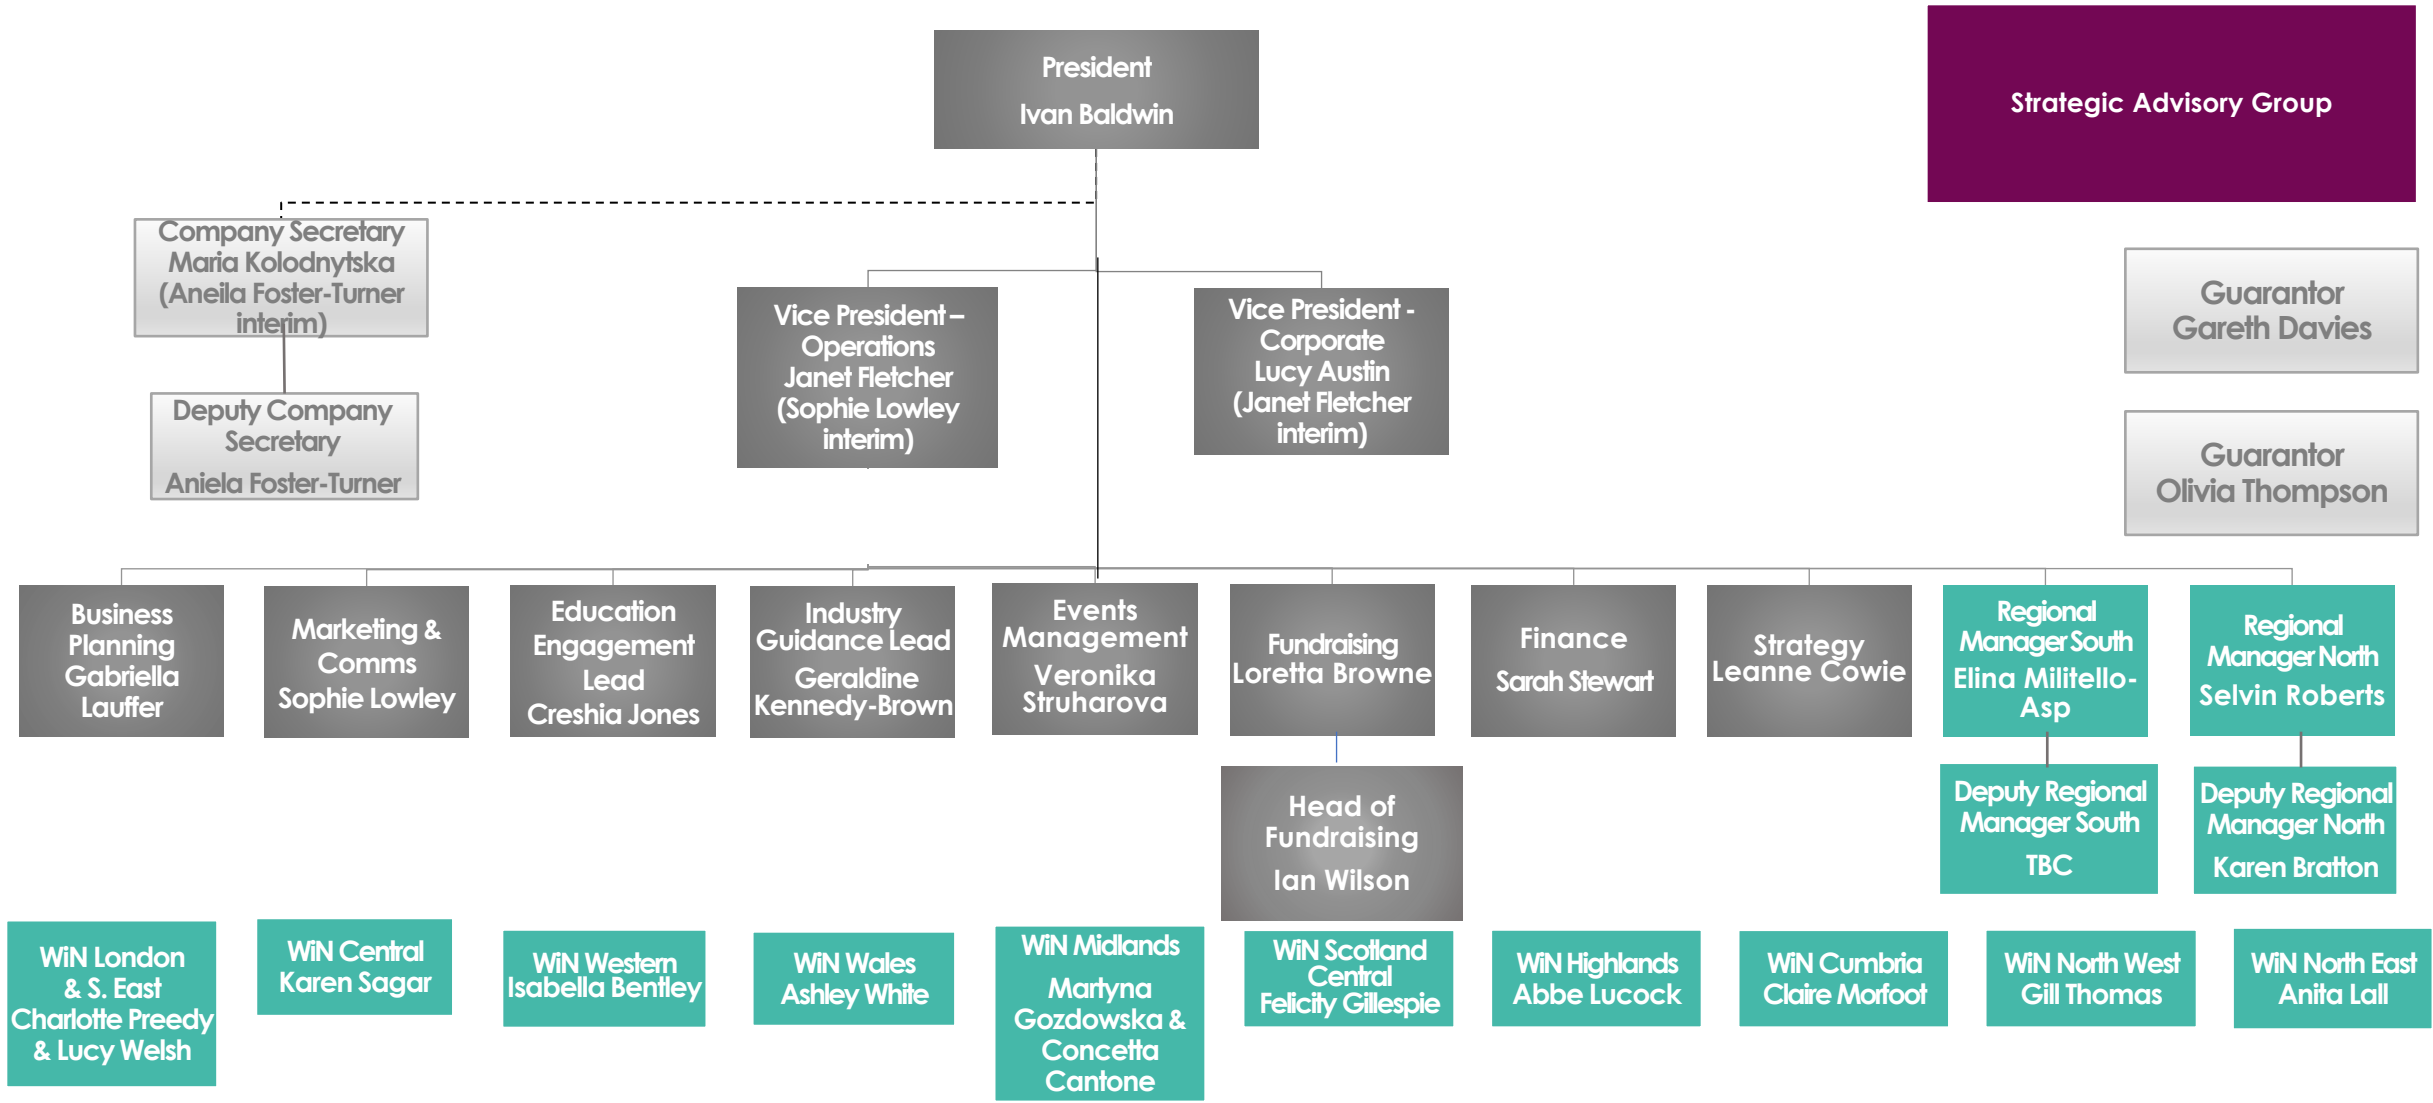 President
Ivan Baldwin
Strategic Advisory Group
Company Secretary
Maria Kolodnytska
(Aneila Foster-Turner
interim)
Deputy Company
Secretary
Aniela Foster-Turner
Vice President –
Operations
Janet Fletcher
(Sophie Lowley
interim)
Vice President -
Corporate
Lucy Austin
(Janet Fletcher
interim)
Guarantor
Gareth Davies
Guarantor
Olivia Thompson
Business
Planning
Gabriella
Lauffer
Marketing &
Comms
Sophie Lowley
Education
Engagement
Lead
Creshia Jones
Industry
Guidance Lead
Geraldine
Kennedy-Brown
Events
Management
Veronika
Struharova
Fundraising
Loretta Browne
Finance
Sarah Stewart
Strategy
Leanne Cowie
Regional
Manager South
Elina Militello-
Asp
Regional
Manager North
Selvin Roberts
Head of
Fundraising
Ian Wilson
Deputy Regional
Manager South
TBC
Deputy Regional
Manager North
Karen Bratton
WiN London
& S. East
Charlotte Preedy
& Lucy Welsh
WiN Central
Karen Sagar
WiN Western
Isabella Bentley
WiN Wales
Ashley White
WiN Midlands
Martyna
Gozdowska &
Concetta
Cantone
WiN Scotland
Central
Felicity Gillespie
WiN Highlands
Abbe Lucock
WiN Cumbria
Claire Morfoot
WiN North West
Gill Thomas
WiN North East
Anita Lall